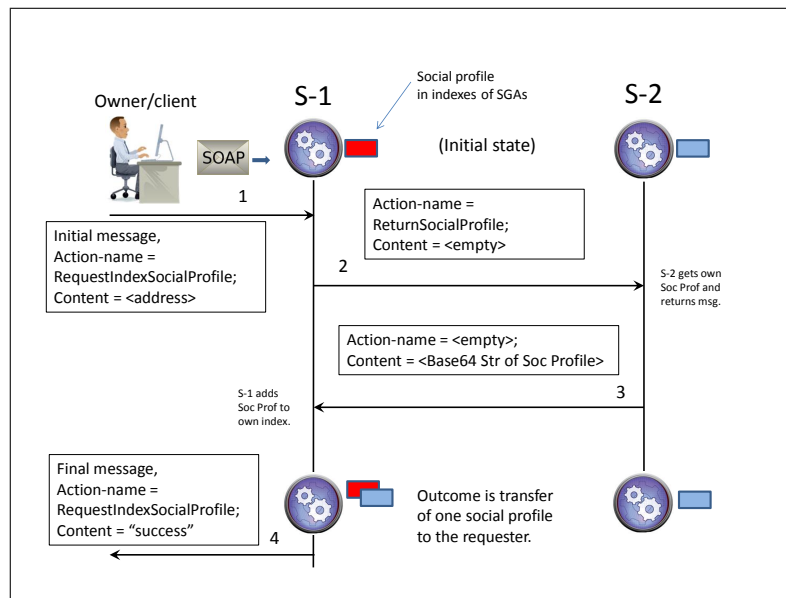 Social profile
in indexes of SGAs
Owner/client
S-1
S-2
SOAP
(Initial state)
1
Action-name =
ReturnSocialProfile;
Content = <empty>
Initial message,
Action-name =
RequestIndexSocialProfile;
Content = <address>
2
S-2 gets own
Soc Prof and
returns msg.
Action-name = <empty>;
Content = <Base64 Str of Soc Profile>
S-1 adds
Soc Prof to
own index.
3
Final message,
Action-name =
RequestIndexSocialProfile;
Content = “success”
Outcome is transfer
of one social profile
to the requester.
4